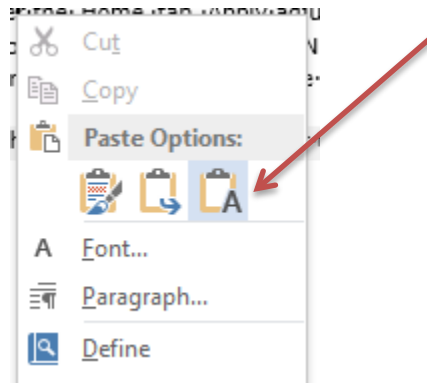 Cut
Copy
Paste Options:
A
A Font...
Paragraph...
Define